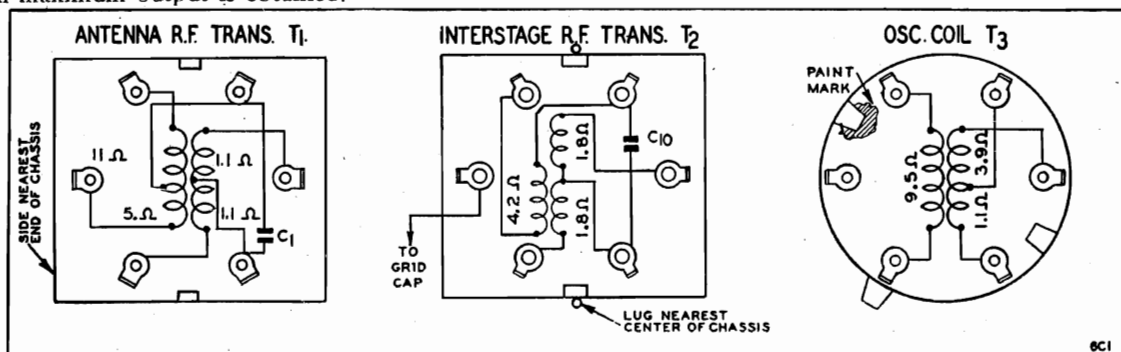 ANTENNA R.F. TRANS. T1.
INTERSTAGE R.F. TRANS. T2
OSC. COIL T3
PAINT
MARK
SIDE NEAREST
END OF CHASSIS
11 Ω
5 Ω
1.1 Ω
1.1 Ω
C1
4.2 Ω
1.8 Ω
1.8 Ω
C10
TO
GRID
CAP
LUG NEAREST
CENTER OF CHASSIS
9.5 Ω
3.9 Ω
1.1 Ω
6C1